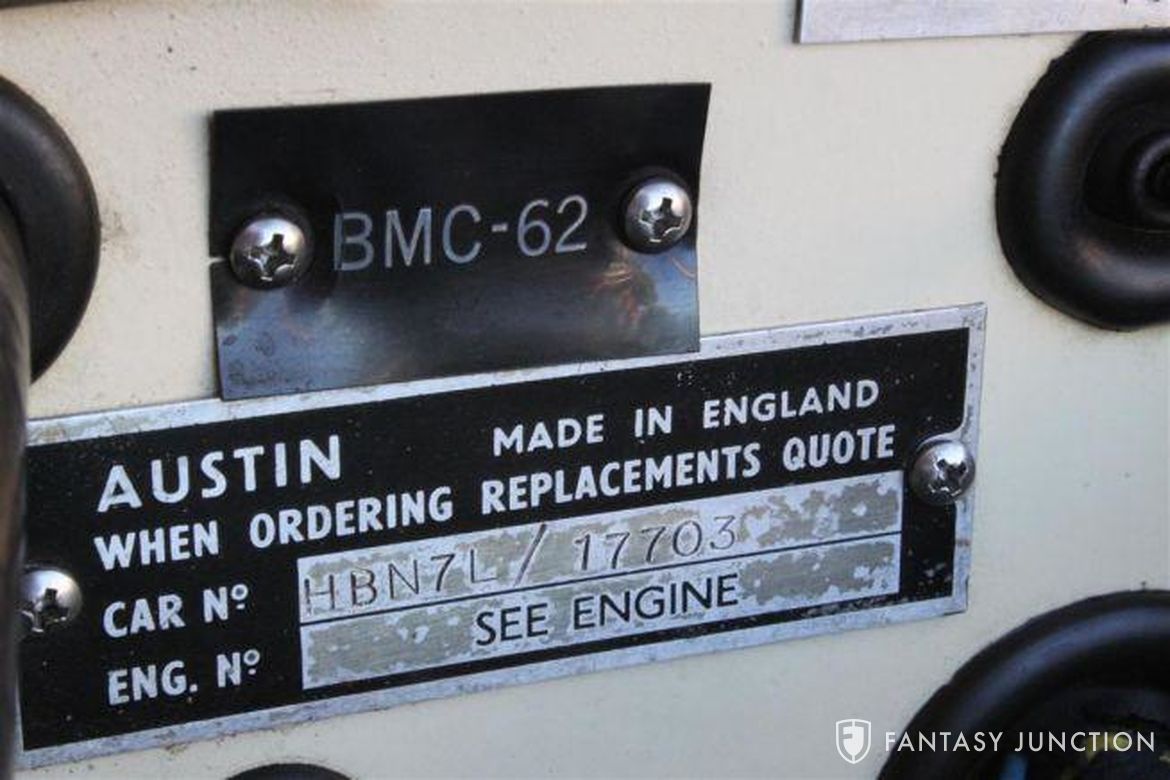 BMC-62
AUSTIN MADE IN ENGLAND
WHEN ORDERING REPLACEMENTS QUOTE
CAR Nº HBN7L/17703
ENG. Nº SEE ENGINE
FANTASY JUNCTION